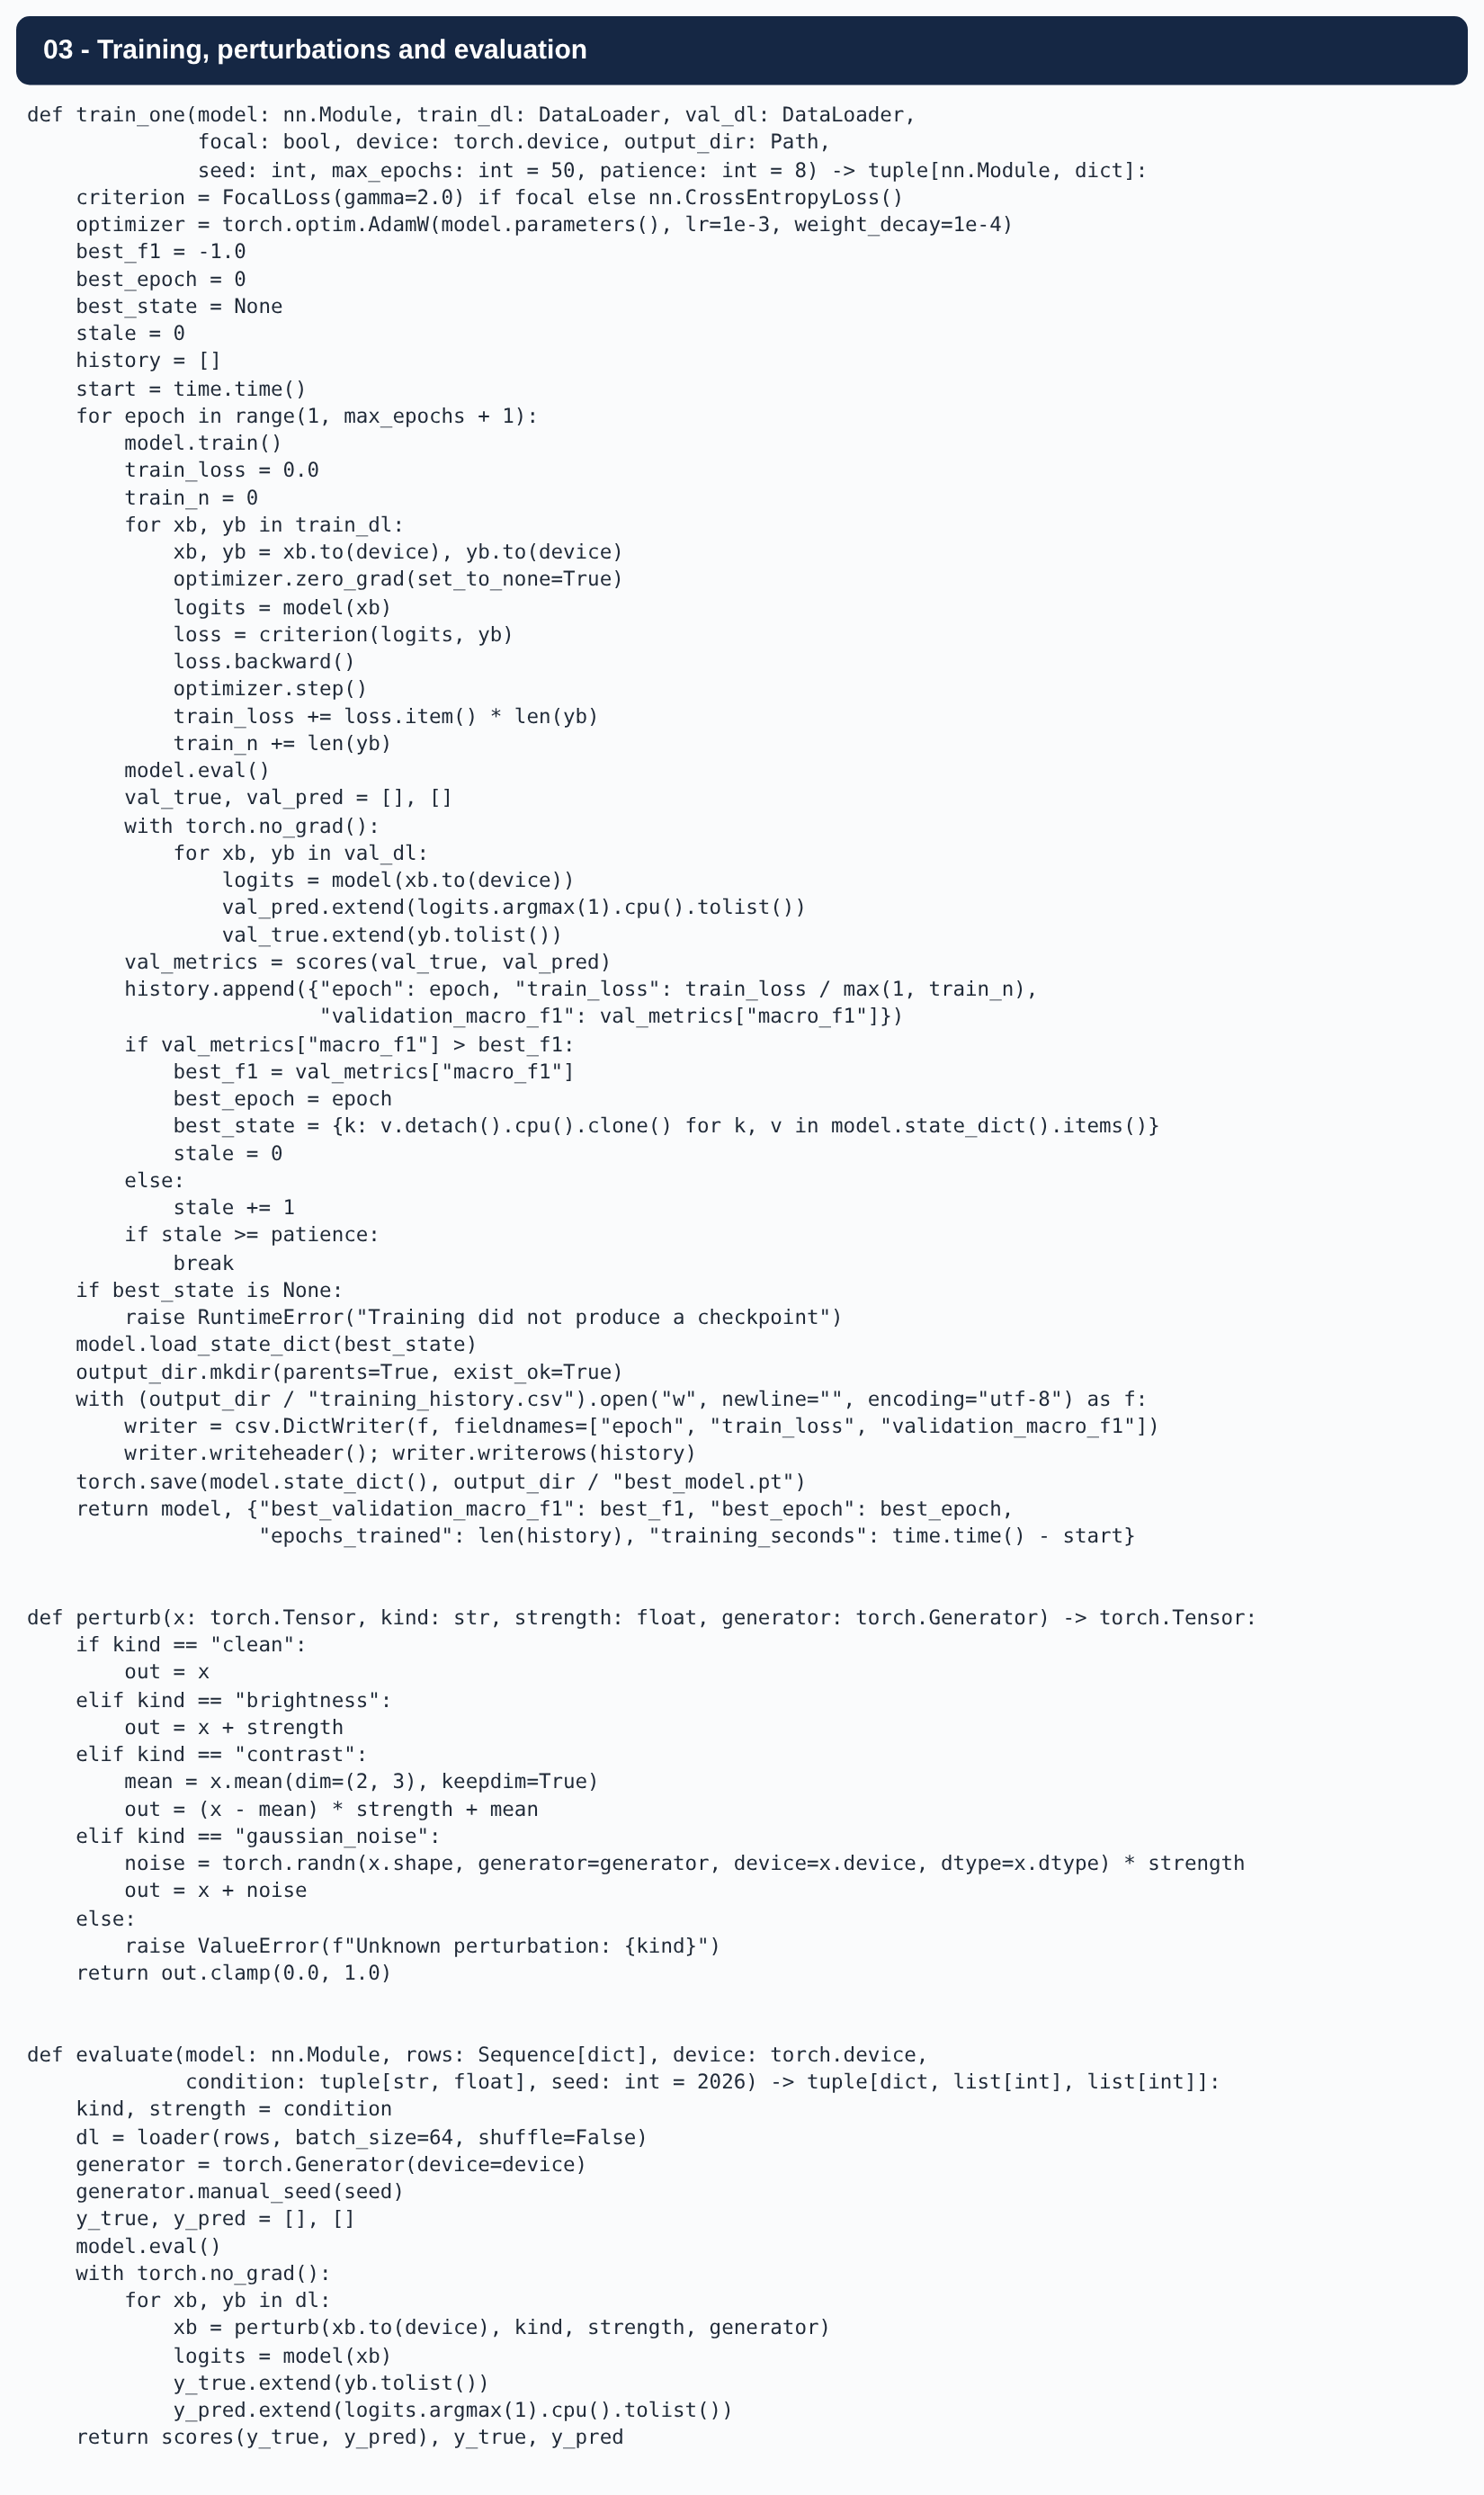 03 - Training, perturbations and evaluation
def train_one(model: nn.Module, train_dl: DataLoader, val_dl: DataLoader,
              focal: bool, device: torch.device, output_dir: Path,
              seed: int, max_epochs: int = 50, patience: int = 8) -> tuple[nn.Module, dict]:
    criterion = FocalLoss(gamma=2.0) if focal else nn.CrossEntropyLoss()
    optimizer = torch.optim.AdamW(model.parameters(), lr=1e-3, weight_decay=1e-4)
    best_f1 = -1.0
    best_epoch = 0
    best_state = None
    stale = 0
    history = []
    start = time.time()
    for epoch in range(1, max_epochs + 1):
        model.train()
        train_loss = 0.0
        train_n = 0
        for xb, yb in train_dl:
            xb, yb = xb.to(device), yb.to(device)
            optimizer.zero_grad(set_to_none=True)
            logits = model(xb)
            loss = criterion(logits, yb)
            loss.backward()
            optimizer.step()
            train_loss += loss.item() * len(yb)
            train_n += len(yb)
        model.eval()
        val_true, val_pred = [], []
        with torch.no_grad():
            for xb, yb in val_dl:
                logits = model(xb.to(device))
                val_pred.extend(logits.argmax(1).cpu().tolist())
                val_true.extend(yb.tolist())
        val_metrics = scores(val_true, val_pred)
        history.append({"epoch": epoch, "train_loss": train_loss / max(1, train_n),
                        "validation_macro_f1": val_metrics["macro_f1"]})
        if val_metrics["macro_f1"] > best_f1:
            best_f1 = val_metrics["macro_f1"]
            best_epoch = epoch
            best_state = {k: v.detach().cpu().clone() for k, v in model.state_dict().items()}
            stale = 0
        else:
            stale += 1
        if stale >= patience:
            break
    if best_state is None:
        raise RuntimeError("Training did not produce a checkpoint")
    model.load_state_dict(best_state)
    output_dir.mkdir(parents=True, exist_ok=True)
    with (output_dir / "training_history.csv").open("w", newline="", encoding="utf-8") as f:
        writer = csv.DictWriter(f, fieldnames=["epoch", "train_loss", "validation_macro_f1"])
        writer.writeheader(); writer.writerows(history)
    torch.save(model.state_dict(), output_dir / "best_model.pt")
    return model, {"best_validation_macro_f1": best_f1, "best_epoch": best_epoch,
                   "epochs_trained": len(history), "training_seconds": time.time() - start}


def perturb(x: torch.Tensor, kind: str, strength: float, generator: torch.Generator) -> torch.Tensor:
    if kind == "clean":
        out = x
    elif kind == "brightness":
        out = x + strength
    elif kind == "contrast":
        mean = x.mean(dim=(2, 3), keepdim=True)
        out = (x - mean) * strength + mean
    elif kind == "gaussian_noise":
        noise = torch.randn(x.shape, generator=generator, device=x.device, dtype=x.dtype) * strength
        out = x + noise
    else:
        raise ValueError(f"Unknown perturbation: {kind}")
    return out.clamp(0.0, 1.0)


def evaluate(model: nn.Module, rows: Sequence[dict], device: torch.device,
             condition: tuple[str, float], seed: int = 2026) -> tuple[dict, list[int], list[int]]:
    kind, strength = condition
    dl = loader(rows, batch_size=64, shuffle=False)
    generator = torch.Generator(device=device)
    generator.manual_seed(seed)
    y_true, y_pred = [], []
    model.eval()
    with torch.no_grad():
        for xb, yb in dl:
            xb = perturb(xb.to(device), kind, strength, generator)
            logits = model(xb)
            y_true.extend(yb.tolist())
            y_pred.extend(logits.argmax(1).cpu().tolist())
    return scores(y_true, y_pred), y_true, y_pred